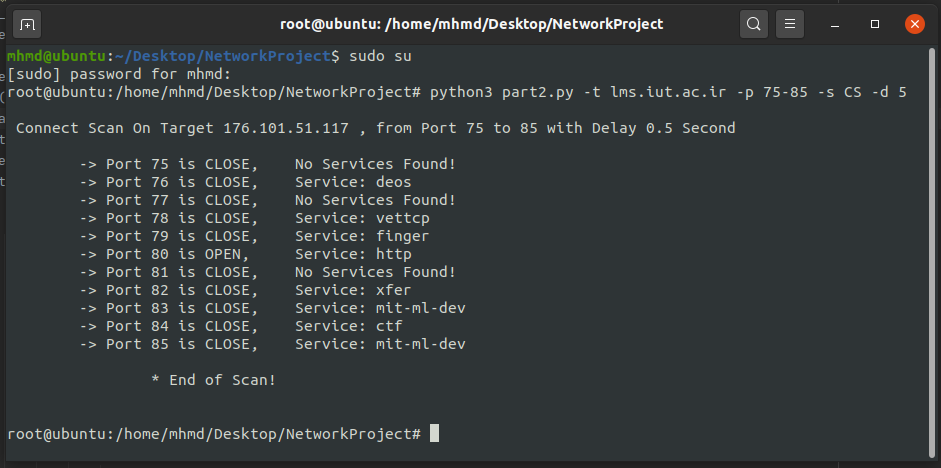 root@ubuntu: /home/mhmd/Desktop/NetworkProject
mhmd@ubuntu:~/Desktop/NetworkProject$ sudo su
[sudo] password for mhmd:
root@ubuntu:/home/mhmd/Desktop/NetworkProject# python3 part2.py -t lms.iut.ac.ir -p 75-85 -s CS -d 5
Connect Scan On Target 176.101.51.117 , from Port 75 to 85 with Delay 0.5 Second
-> Port 75 is CLOSE, No Services Found!
-> Port 76 is CLOSE, Service: deos
-> Port 77 is CLOSE, No Services Found!
-> Port 78 is CLOSE, Service: vettcp
-> Port 79 is CLOSE, Service: finger
-> Port 80 is OPEN, Service: http
-> Port 81 is CLOSE, No Services Found!
-> Port 82 is CLOSE, Service: xfer
-> Port 83 is CLOSE, Service: mit-ml-dev
-> Port 84 is CLOSE, Service: ctf
-> Port 85 is CLOSE, Service: mit-ml-dev
* End of Scan!
root@ubuntu:/home/mhmd/Desktop/NetworkProject#